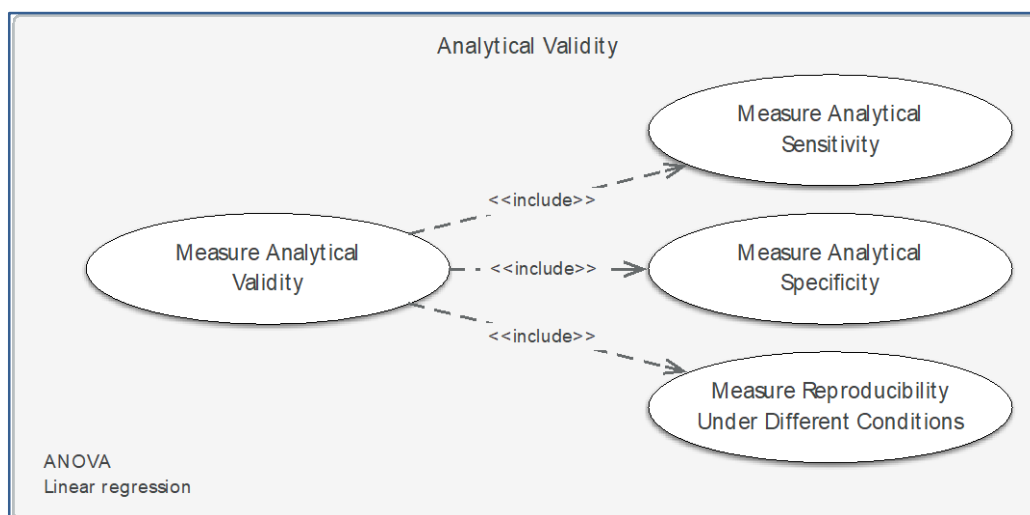 Analytical Validity
Measure Analytical
Sensitivity
<<include>>
Measure Analytical
Validity
<<include>>
Measure Analytical
Specificity
<<include>>
Measure Reproducibility
Under Different Conditions
ANOVA
Linear regression